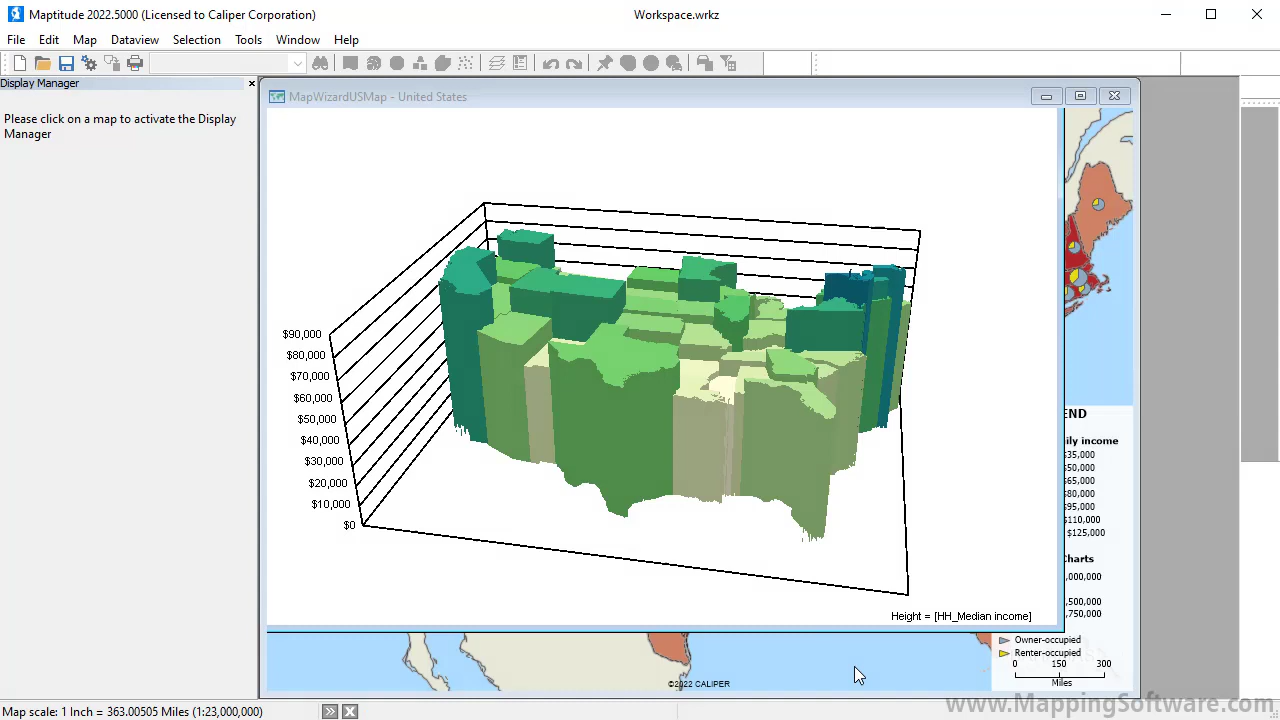 Maptitude 2022.5000 (Licensed to Caliper Corporation)
Workspace.wrkz
File Edit Map Dataview Selection Tools Window Help
Display Manager
Please click on a map to activate the Display
Manager
MapWizardUSMap - United States
$90,000
$80,000
$70,000
$60,000
$50,000
$40,000
$30,000
$20,000
$10,000
$0
Height = [HH_Median income]
END
ily income
$35,000
$50,000
$65,000
$80,000
$95,000
$110,000
$125,000
Charts
,000,000
,500,000
,750,000
Owner-occupied
Renter-occupied
0 150 300
Miles
©2022 CALIPER
Map scale: 1 Inch = 363.00505 Miles (1:23,000,000)
www.MappingSoftware.com